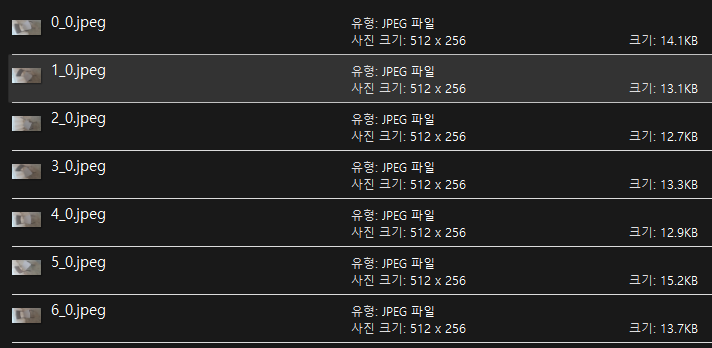 0_0.jpeg
유형: JPEG 파일
사진 크기: 512 x 256
크기: 14.1KB
1_0.jpeg
유형: JPEG 파일
사진 크기: 512 x 256
크기: 13.1KB
2_0.jpeg
유형: JPEG 파일
사진 크기: 512 x 256
크기: 12.7KB
3_0.jpeg
유형: JPEG 파일
사진 크기: 512 x 256
크기: 13.3KB
4_0.jpeg
유형: JPEG 파일
사진 크기: 512 x 256
크기: 12.9KB
5_0.jpeg
유형: JPEG 파일
사진 크기: 512 x 256
크기: 15.2KB
6_0.jpeg
유형: JPEG 파일
사진 크기: 512 x 256
크기: 13.7KB